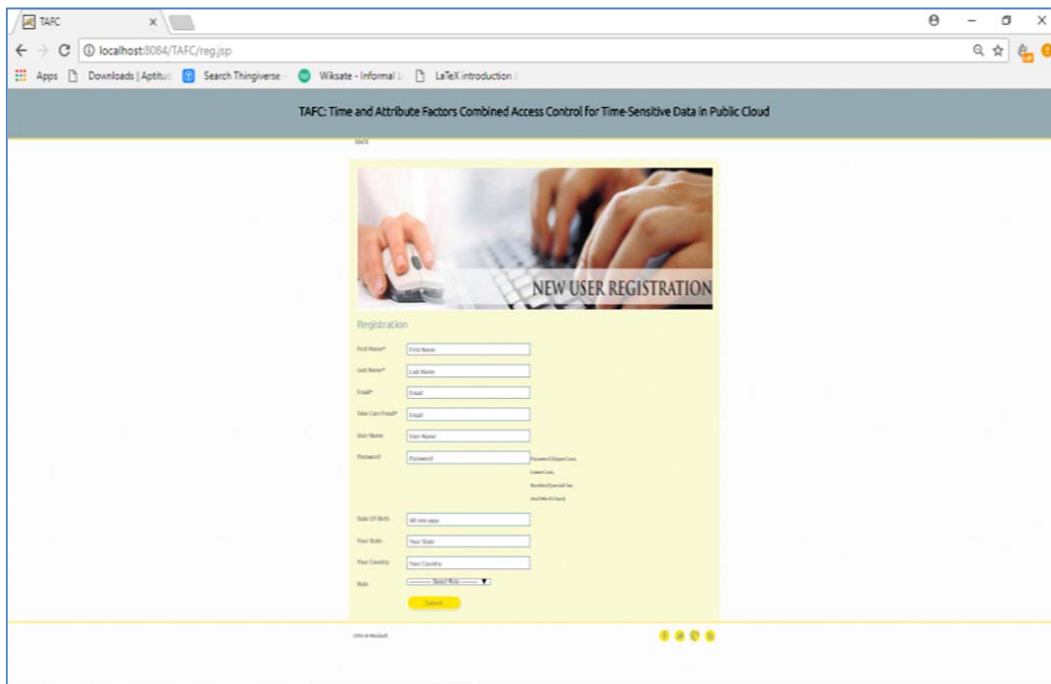 TAFC
localhost:8084/TAFC/reg.jsp
Apps Downloads | Aptitu Search Thingiverse - Wiksate - Informal L LaTeX introduction /
TAFC: Time and Attribute Factors Combined Access Control for Time-Sensitive Data in Public Cloud
NEW USER REGISTRATION
Registration
First Name* First Name
Last Name* Last Name
Email* Email
Take Care Email* Email
User Name User Name
Password Password
Lower Case,
Date Of Birth
Your State Your State
Your Country Your Country
Role Select Role
Submit